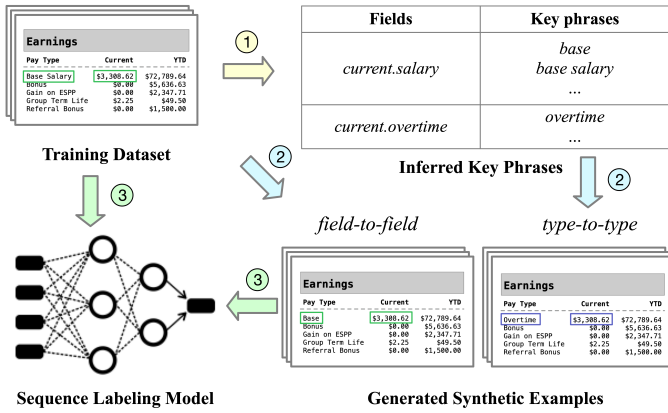 Earnings
Pay Type Current YTD
Base Salary $3,308.62 $72,789.64
Bonus $0.00 $5,636.63
Gain on ESPP $0.00 $2,347.71
Group Term Life $2.25 $49.50
Referral Bonus $0.00 $1,500.00
Training Dataset
1
Fields Key phrases
current.salary
base
base salary
...
current.overtime
overtime
...
Inferred Key Phrases
2
2
3
field-to-field
type-to-type
Earnings
Pay Type Current YTD
Base $3,308.62 $72,789.64
Bonus $0.00 $5,636.63
Gain on ESPP $0.00 $2,347.71
Group Term Life $2.25 $49.50
Referral Bonus $0.00 $1,500.00
Earnings
Pay Type Current YTD
Overtime $3,308.62 $72,789.64
Bonus $0.00 $5,636.63
Gain on ESPP $0.00 $2,347.71
Group Term Life $2.25 $49.50
Referral Bonus $0.00 $1,500.00
3
Sequence Labeling Model
Generated Synthetic Examples